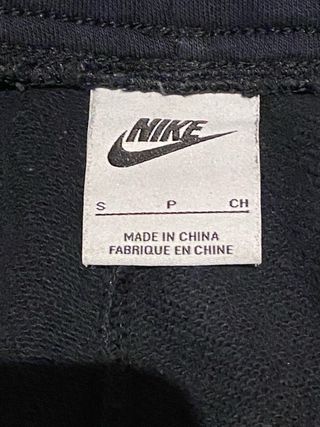 NIKE
S P CH
MADE IN CHINA
FABRIQUE EN CHINE